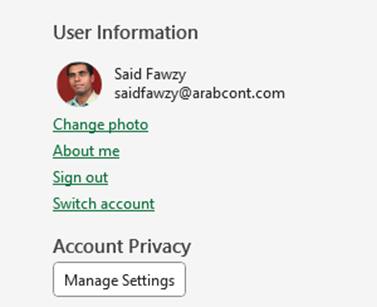 User Information
Said Fawzy
saidfawzy@arabcont.com
Change photo
About me
Sign out
Switch account
Account Privacy
Manage Settings